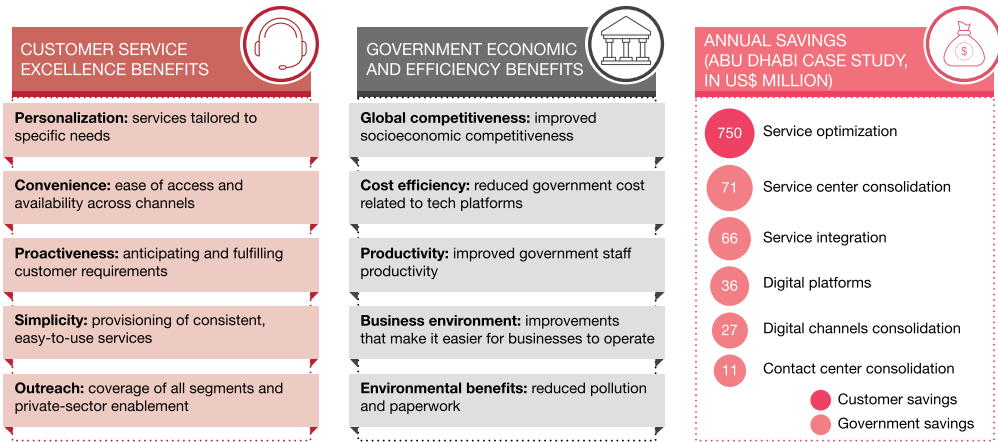 CUSTOMER SERVICE
EXCELLENCE BENEFITS
Personalization: services tailored to
specific needs
Convenience: ease of access and
availability across channels
Proactiveness: anticipating and fulfilling
customer requirements
Simplicity: provisioning of consistent,
easy-to-use services
Outreach: coverage of all segments and
private-sector enablement
GOVERNMENT ECONOMIC
AND EFFICIENCY BENEFITS
Global competitiveness: improved
socioeconomic competitiveness
Cost efficiency: reduced government cost
related to tech platforms
Productivity: improved government staff
productivity
Business environment: improvements
that make it easier for businesses to operate
Environmental benefits: reduced pollution
and paperwork
ANNUAL SAVINGS
(ABU DHABI CASE STUDY,
IN US$ MILLION)
$
750 Service optimization
71 Service center consolidation
66 Service integration
36 Digital platforms
27 Digital channels consolidation
11 Contact center consolidation
Customer savings
Government savings